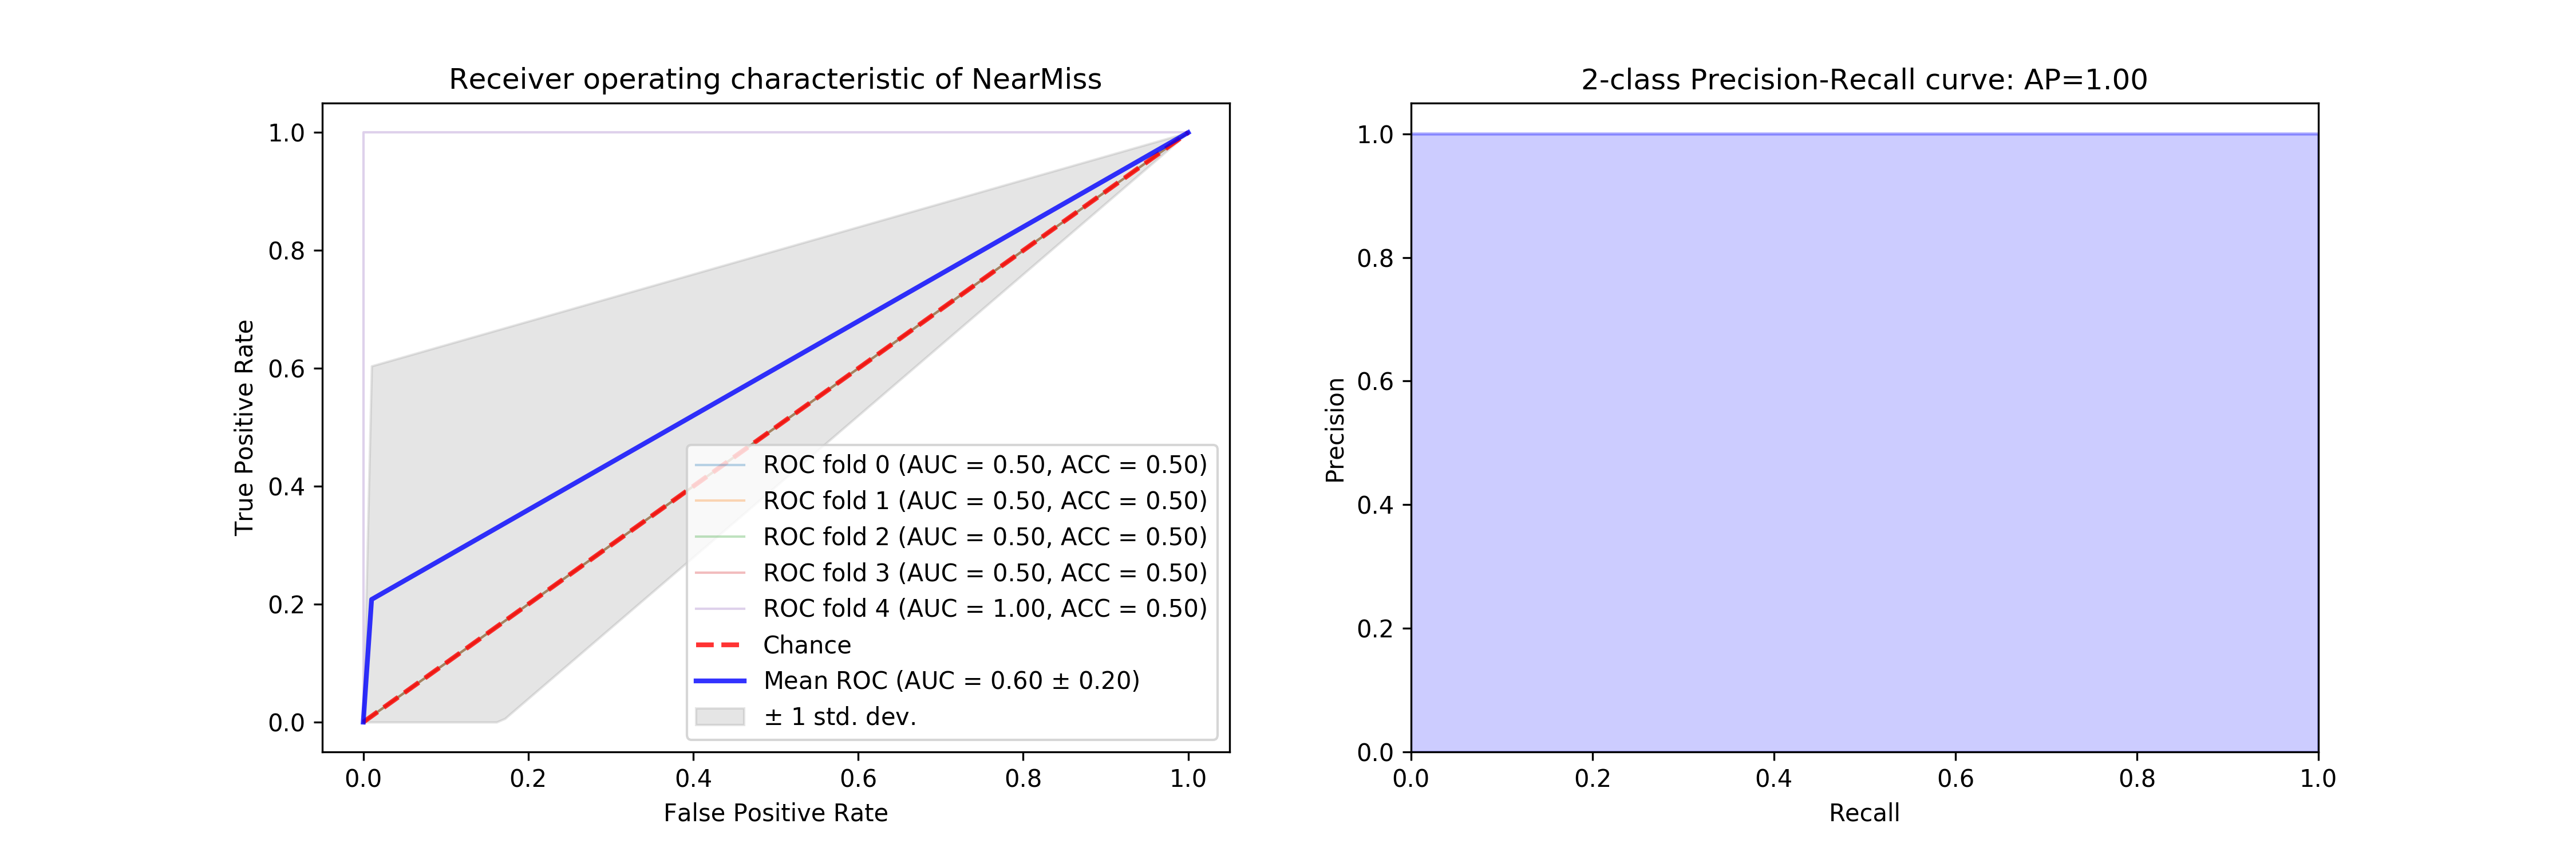 Receiver operating characteristic of NearMiss
True Positive Rate
1.0
0.8
0.6
0.4
0.2
0.0
ROC fold 0 (AUC = 0.50, ACC = 0.50)
ROC fold 1 (AUC = 0.50, ACC = 0.50)
ROC fold 2 (AUC = 0.50, ACC = 0.50)
ROC fold 3 (AUC = 0.50, ACC = 0.50)
ROC fold 4 (AUC = 1.00, ACC = 0.50)
Chance
Mean ROC (AUC = 0.60 ± 0.20)
± 1 std. dev.
0.0 0.2 0.4 0.6 0.8 1.0
False Positive Rate
2-class Precision-Recall curve: AP=1.00
Precision
1.0
0.8
0.6
0.4
0.2
0.0
0.0 0.2 0.4 0.6 0.8 1.0
Recall